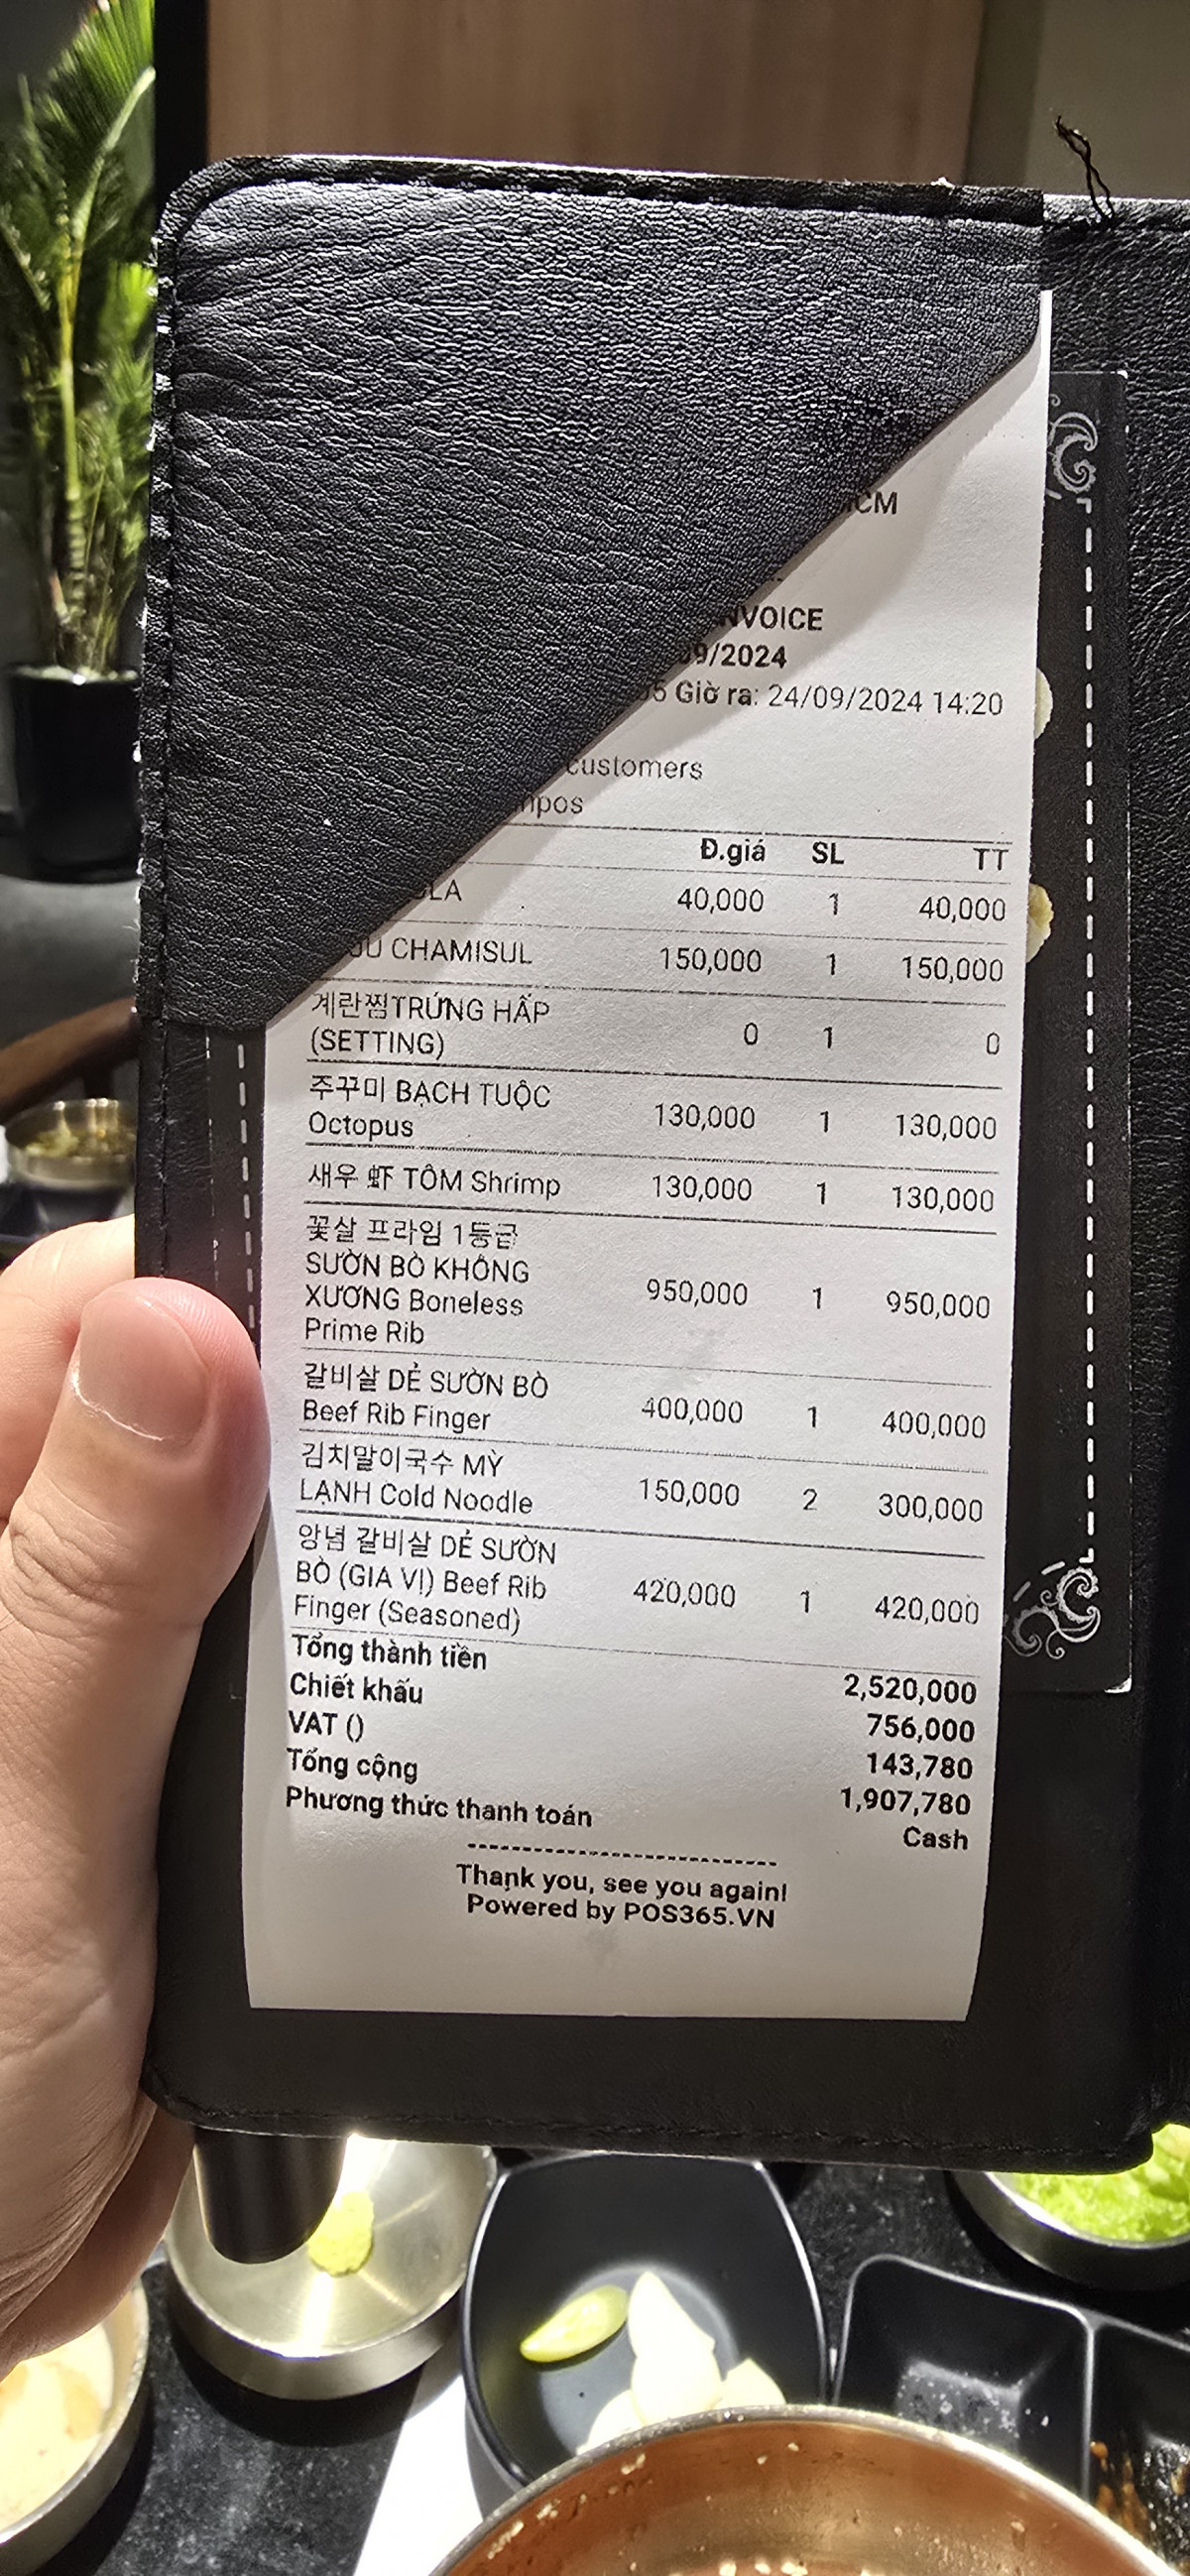 INVOICE
09/2024
Giờ ra: 24/09/2024 14:20
customers
Đ.giá SL TT
40,000 1 40,000
CHAMISUL 150,000 1 150,000
계란찜TRỨNG HẤP
(SETTING) 0 1 0
주꾸미 BẠCH TUỘC
Octopus 130,000 1 130,000
새우 虾 TÔM Shrimp 130,000 1 130,000
꽃살 프라임 1등급
SƯỜN BÒ KHÔNG
XƯƠNG Boneless 950,000 1 950,000
Prime Rib
갈비살 DẺ SƯỜN BÒ
Beef Rib Finger 400,000 1 400,000
김치말이국수 MỲ
LẠNH Cold Noodle 150,000 2 300,000
양념 갈비살 DẺ SƯỜN
BÒ (GIA VỊ) Beef Rib 420,000 1 420,000
Finger (Seasoned)
Tổng thành tiền 2,520,000
Chiết khấu 756,000
VAT () 143,780
Tổng cộng 1,907,780
Phương thức thanh toán Cash
Thank you, see you again!
Powered by POS365.VN